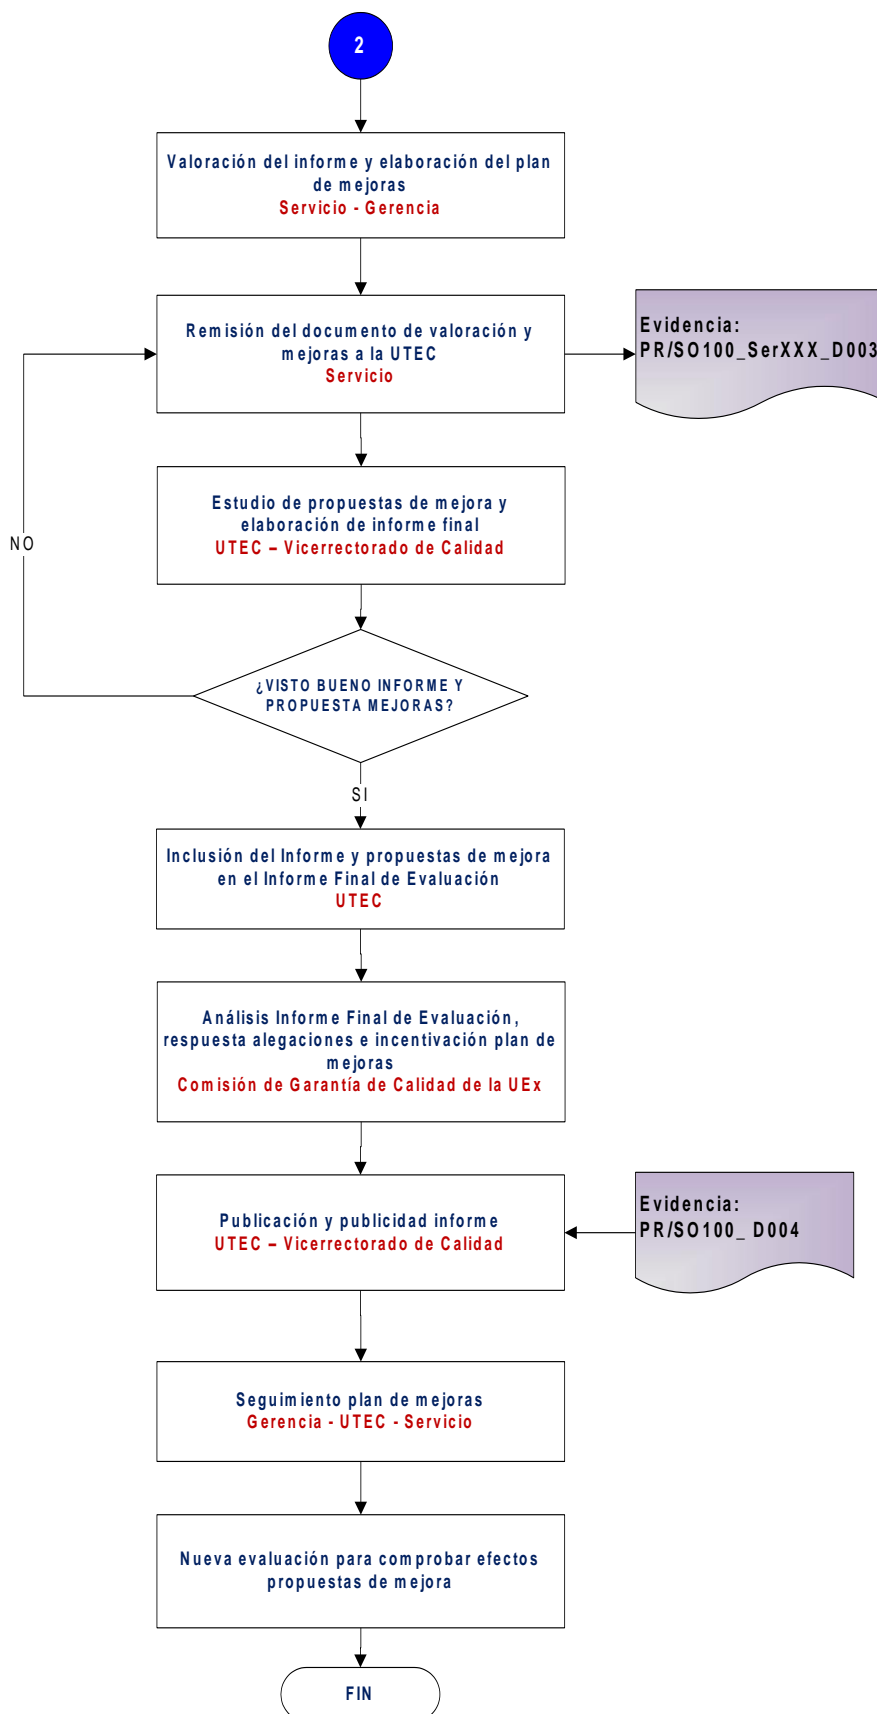 2
Valoración del informe y elaboración del plan
de mejoras
Servicio - Gerencia
Remisión del documento de valoración y
mejoras a la UTEC
Servicio
Evidencia:
PR/SO100_SerXXX_D003
Estudio de propuestas de mejora y
elaboración de informe final
UTEC – Vicerrectorado de Calidad
NO
¿VISTO BUENO INFORME Y
PROPUESTA MEJORAS?
SI
Inclusión del Informe y propuestas de mejora
en el Informe Final de Evaluación
UTEC
Análisis Informe Final de Evaluación,
respuesta alegaciones e incentivación plan de
mejoras
Comisión de Garantía de Calidad de la UEx
Publicación y publicidad informe
UTEC – Vicerrectorado de Calidad
Evidencia:
PR/SO100_ D004
Seguimiento plan de mejoras
Gerencia - UTEC - Servicio
Nueva evaluación para comprobar efectos
propuestas de mejora
FIN